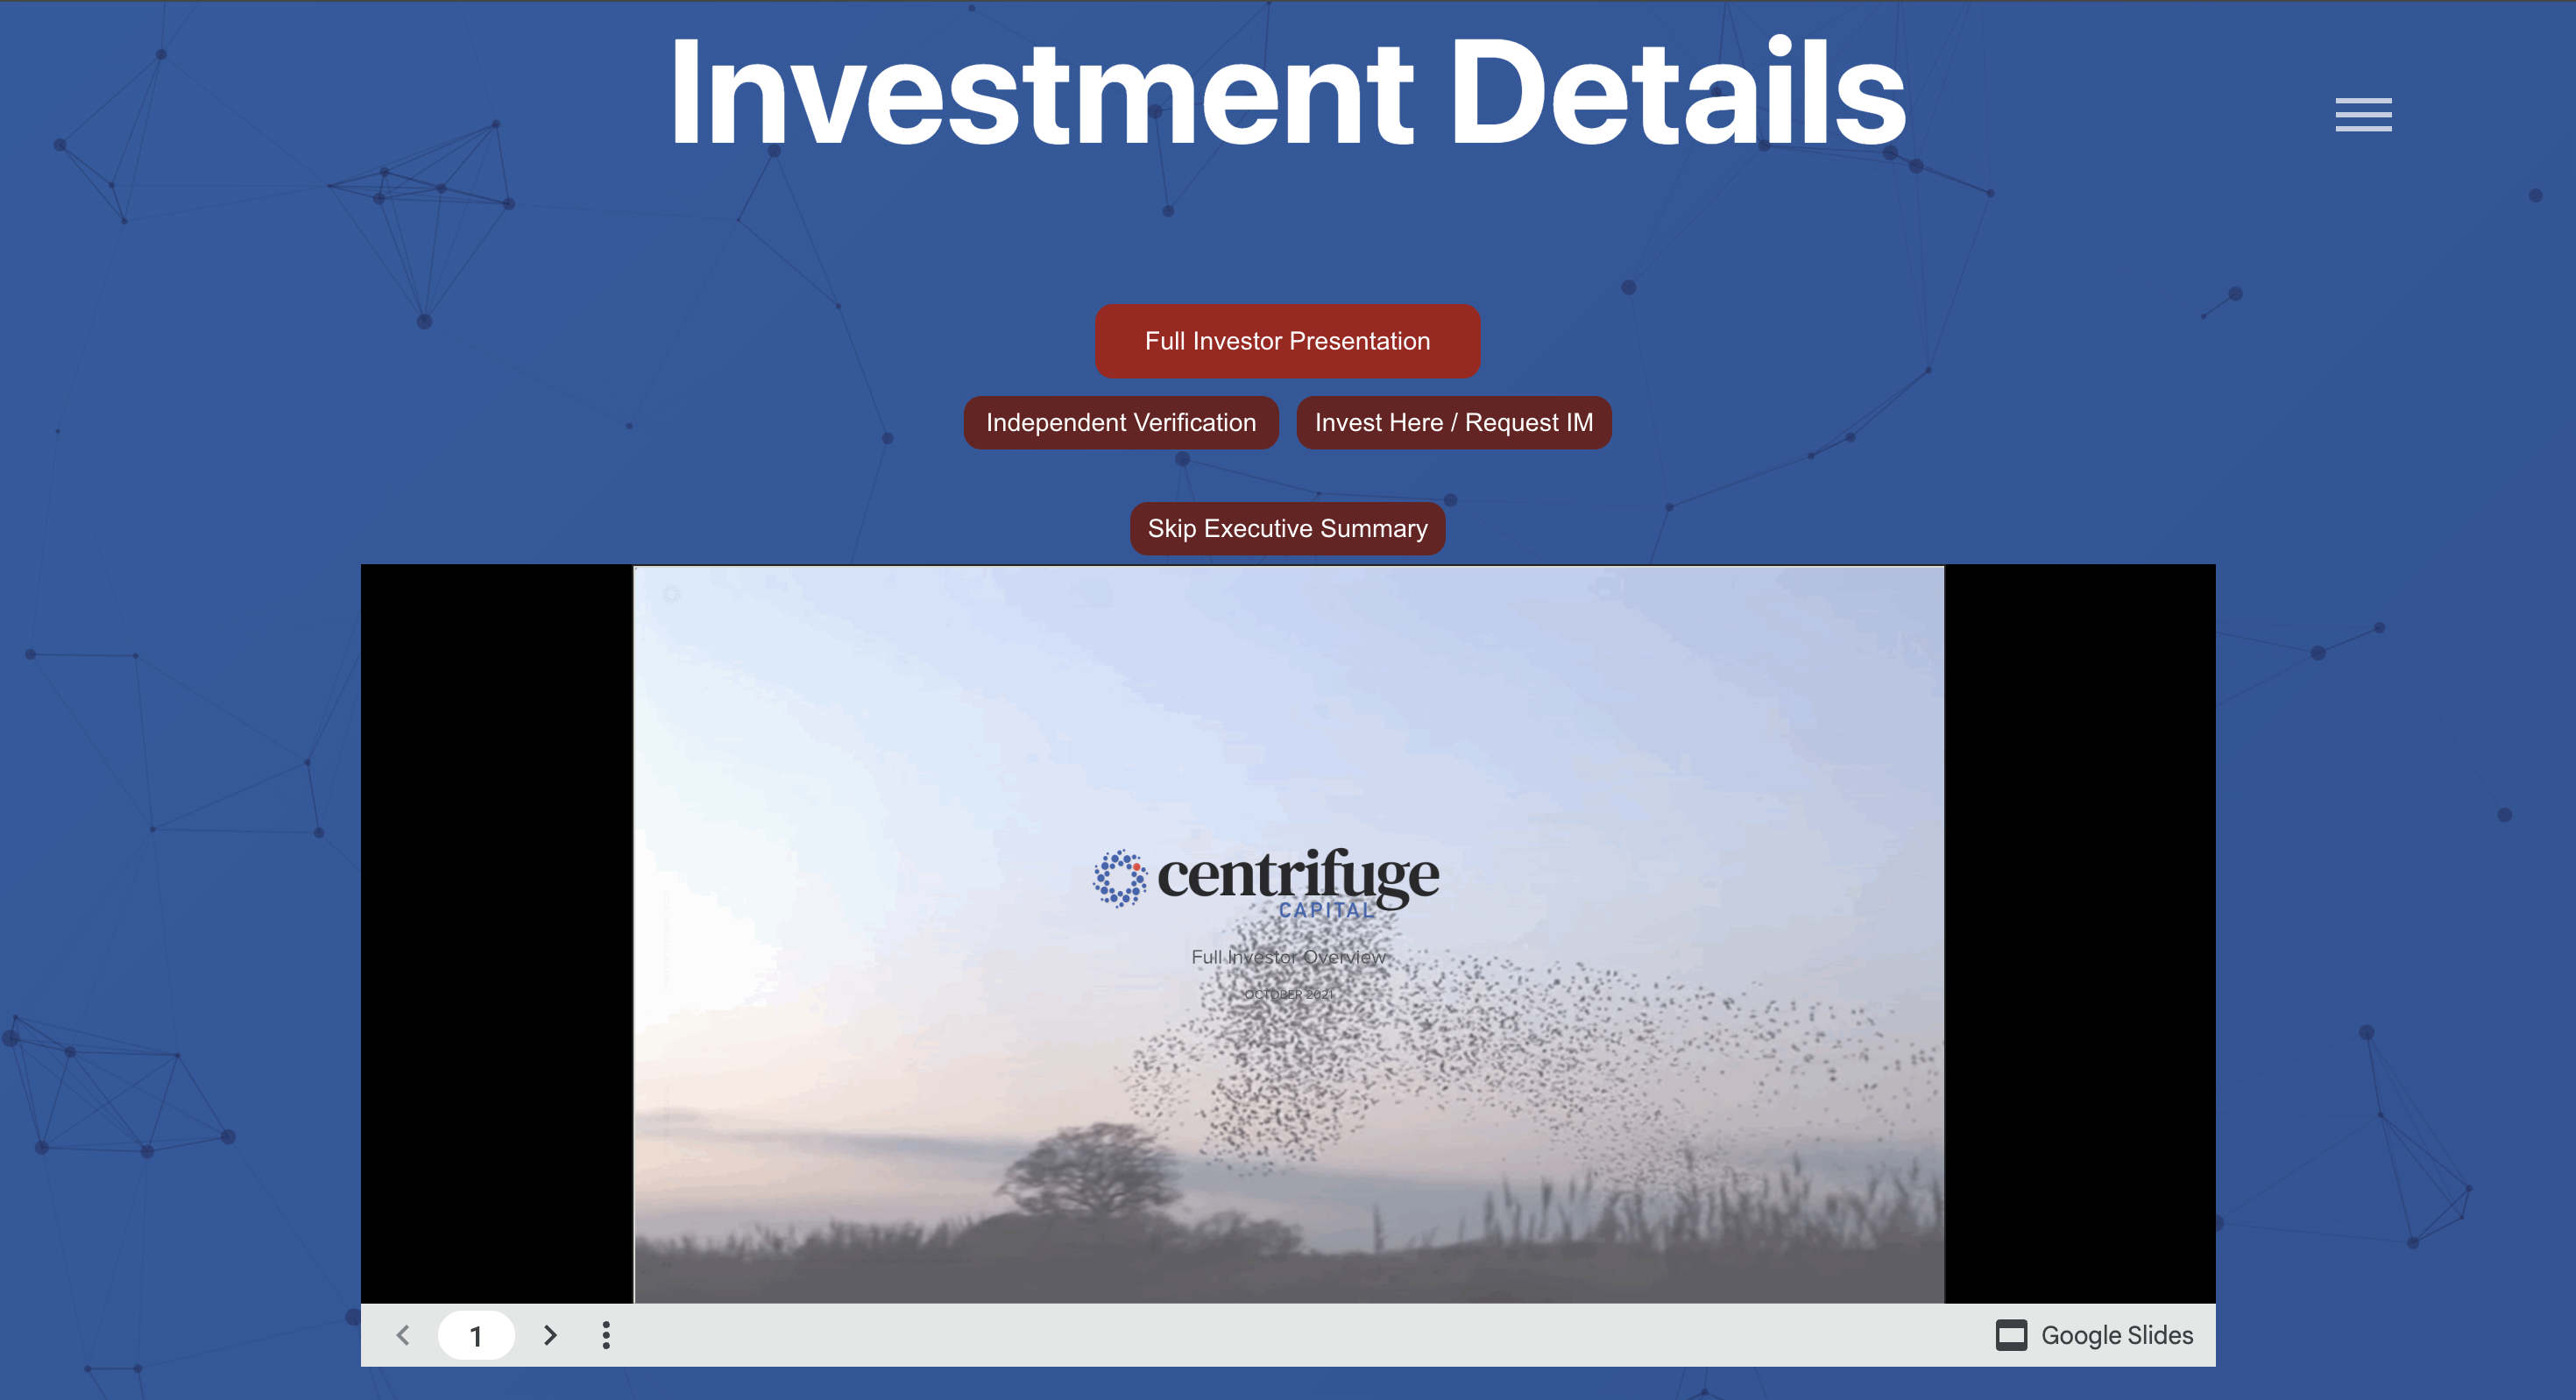 Investment Details
Full Investor Presentation
Independent Verification
Invest Here / Request IM
Skip Executive Summary
centrifuge
CAPITAL
Full Investor Overview
OCTOBER 2021
1
Google Slides